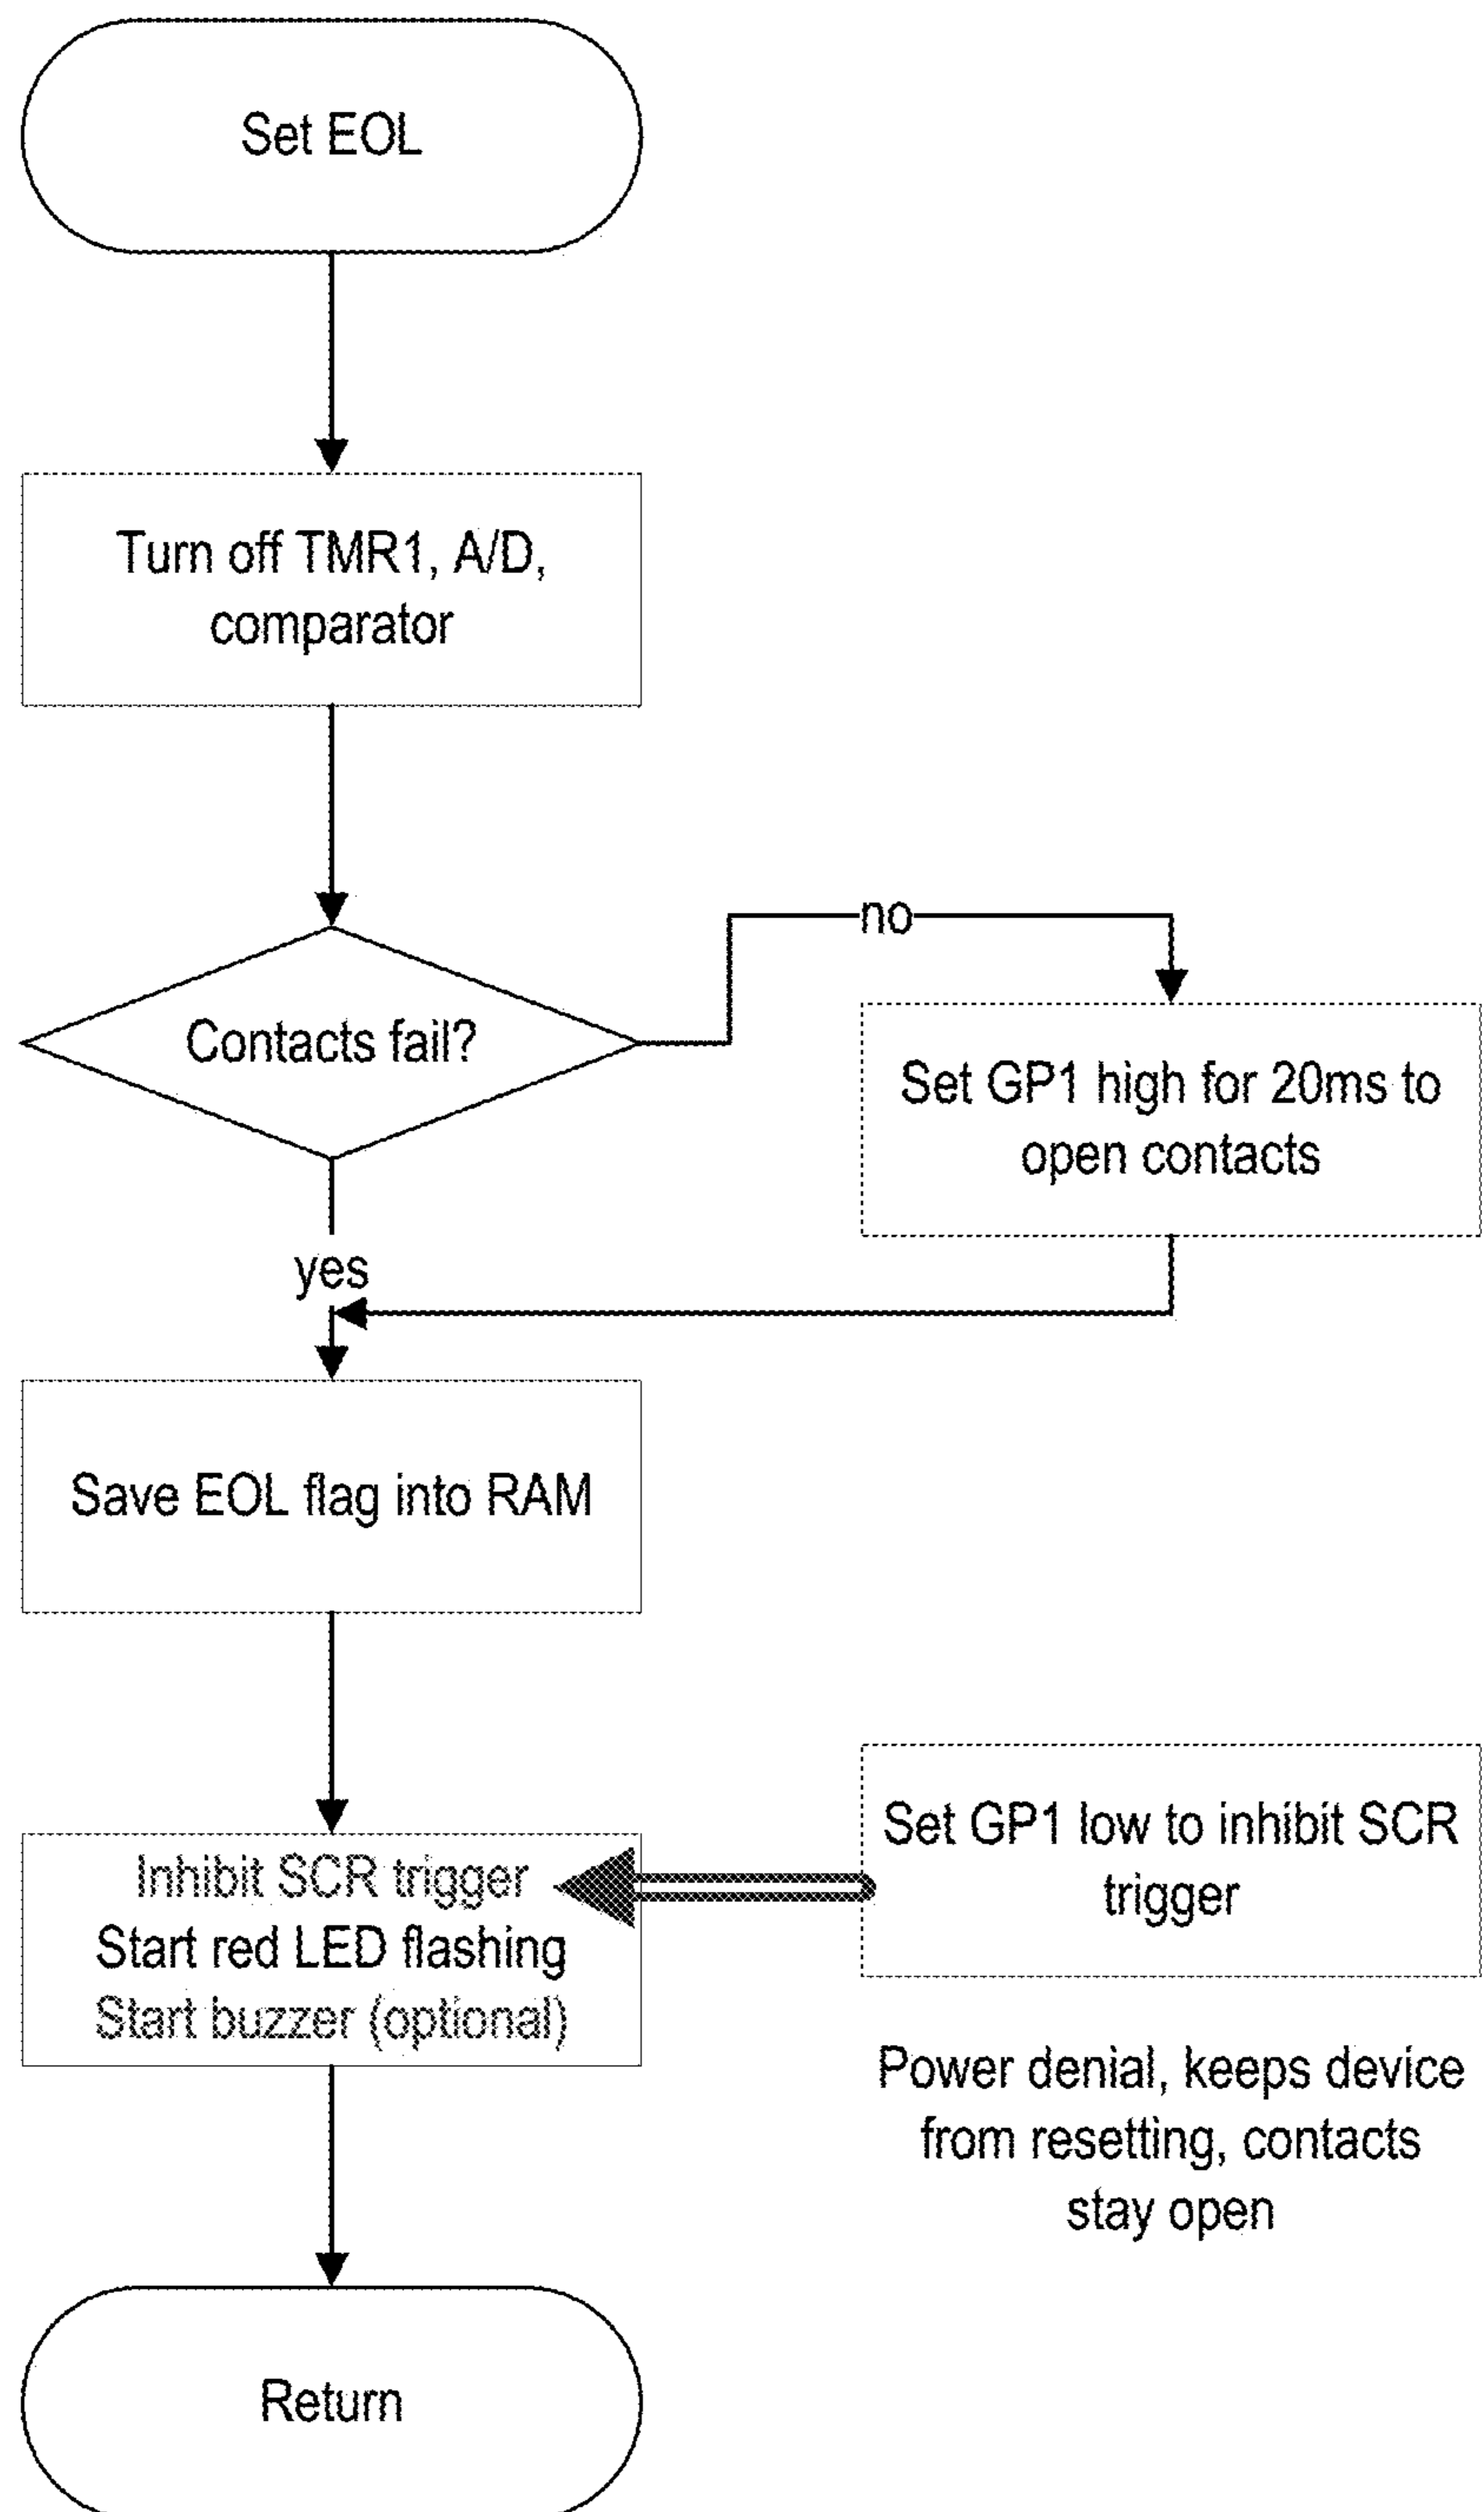 Set EOL
Turn off TMR1, A/D,
comparator
Contacts fail?
no
Set GP1 high for 20ms to
open contacts
yes
Save EOL flag into RAM
Inhibit SCR trigger
Start red LED flashing
Start buzzer (optional)
Set GP1 low to inhibit SCR
trigger
Power denial, keeps device
from resetting, contacts
stay open
Return